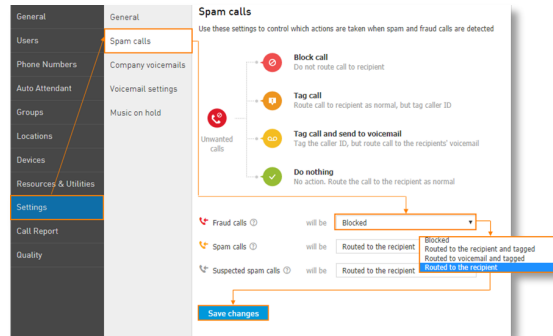 General
Users
Phone Numbers
Auto Attendant
Groups
Locations
Devices
Resources & Utilities
Settings
Call Report
Quality
General
Spam calls
Company voicemails
Voicemail settings
Music on hold
Spam calls
Use these settings to control which actions are taken when spam and fraud calls are detected
Unwanted
calls
Block call
Do not route call to recipient
Tag call
Route call to recipient as normal, but tag caller ID
Tag call and send to voicemail
Tag the caller ID, but route call to the recipients' voicemail
Do nothing
No action. Route the call to the recipient as normal
Fraud calls ? will be Blocked
Spam calls ? will be Routed to the recipient
Suspected spam calls ? will be Routed to the recipient
Blocked
Routed to the recipient and tagged
Routed to voicemail and tagged
Routed to the recipient
Save changes